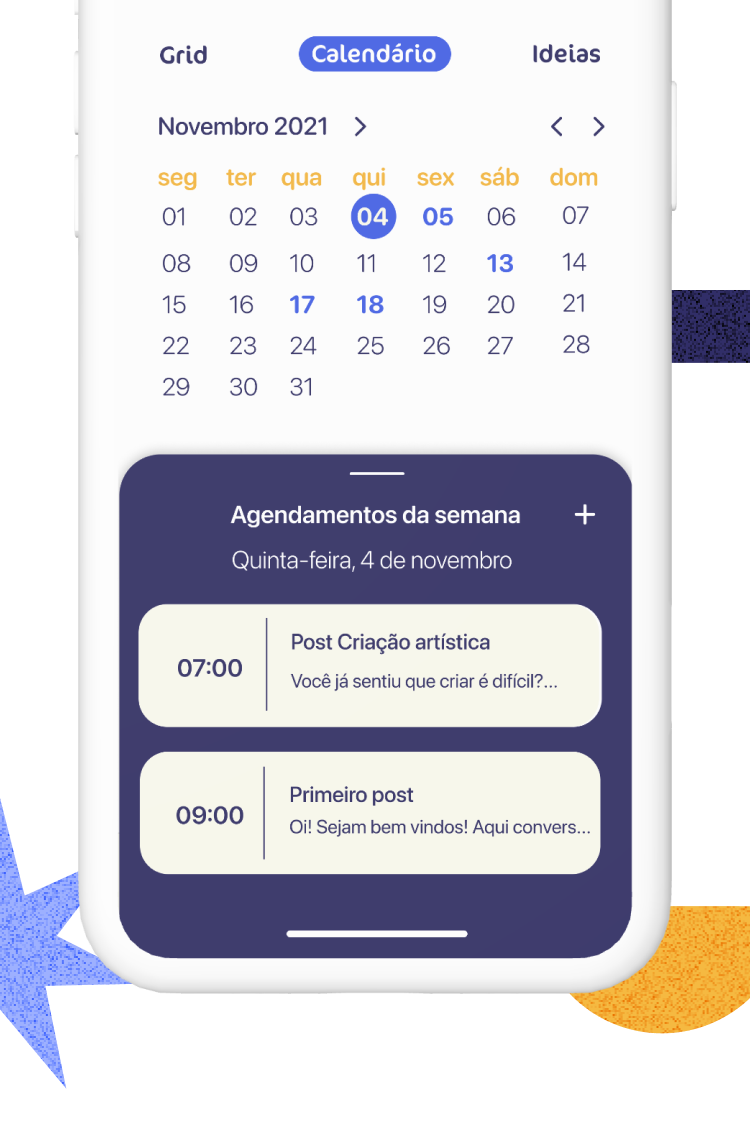 Grid Calendário Ideias
Novembro 2021
seg ter qua qui sex sáb dom
01 02 03 04 05 06 07
08 09 10 11 12 13 14
15 16 17 18 19 20 21
22 23 24 25 26 27 28
29 30 31
Agendamentos da semana +
Quinta-feira, 4 de novembro
Post Criação artística
07:00
Você já sentiu que criar é difícil?...
Primeiro post
09:00
Oi! Sejam bem vindos! Aqui convers...